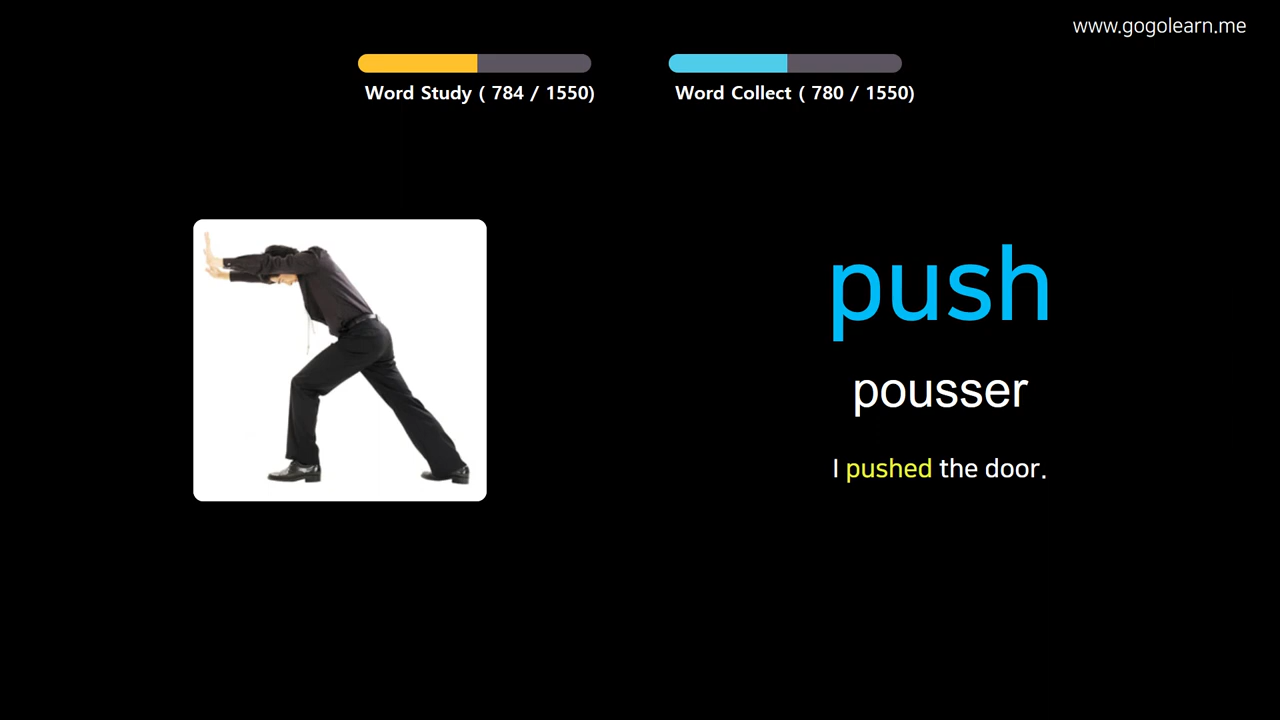 www.gogolearn.me
Word Study ( 784 / 1550)
Word Collect ( 780 / 1550)
push
pousser
I pushed the door.